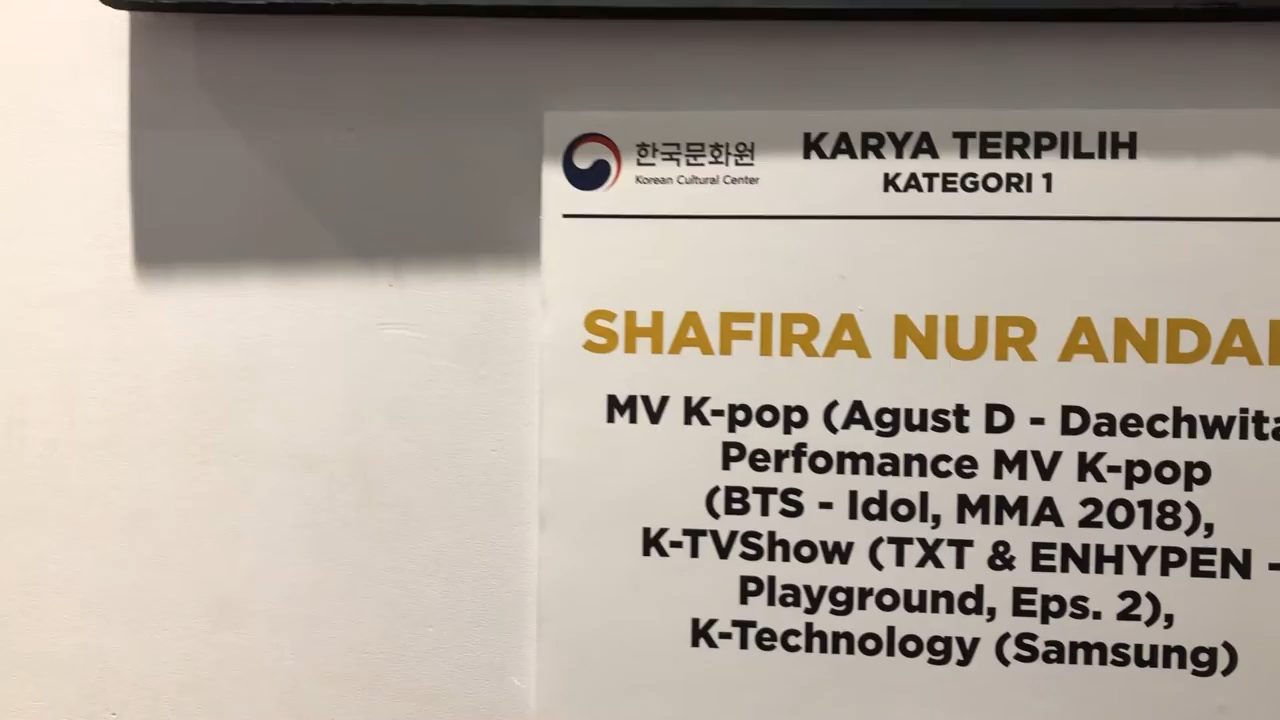 한국문화원
Korean Cultural Center
KARYA TERPILIH
KATEGORI 1
SHAFIRA NUR
MV K-pop (Agust D - Daechwita
Perfomance MV K-pop
(BTS - Idol, MMA 2018),
K-TVShow (TXT & ENHYPEN -
Playground, Eps. 2),
K-Technology (Samsung)